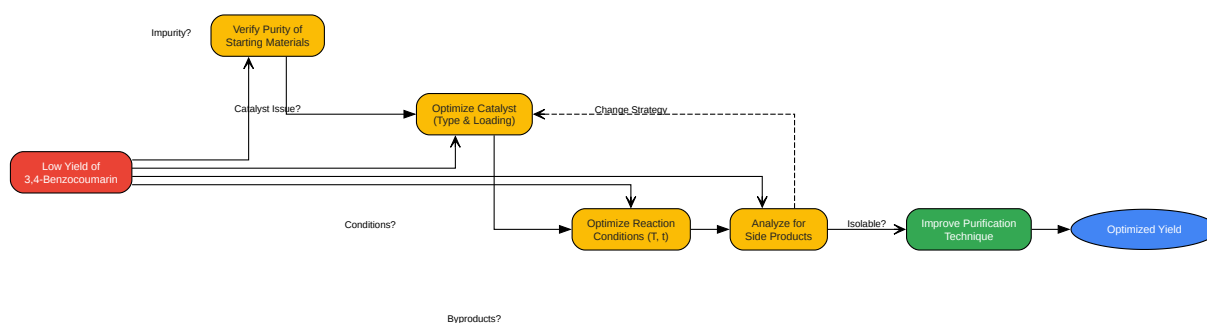 Impurity?
Verify Purity of
Starting Materials
Catalyst Issue?
Optimize Catalyst
(Type & Loading)
Change Strategy
Low Yield of
3,4-Benzocoumarin
Conditions?
Optimize Reaction
Conditions (T, t)
Analyze for
Side Products
Isolable?
Improve Purification
Technique
Optimized Yield
Byproducts?